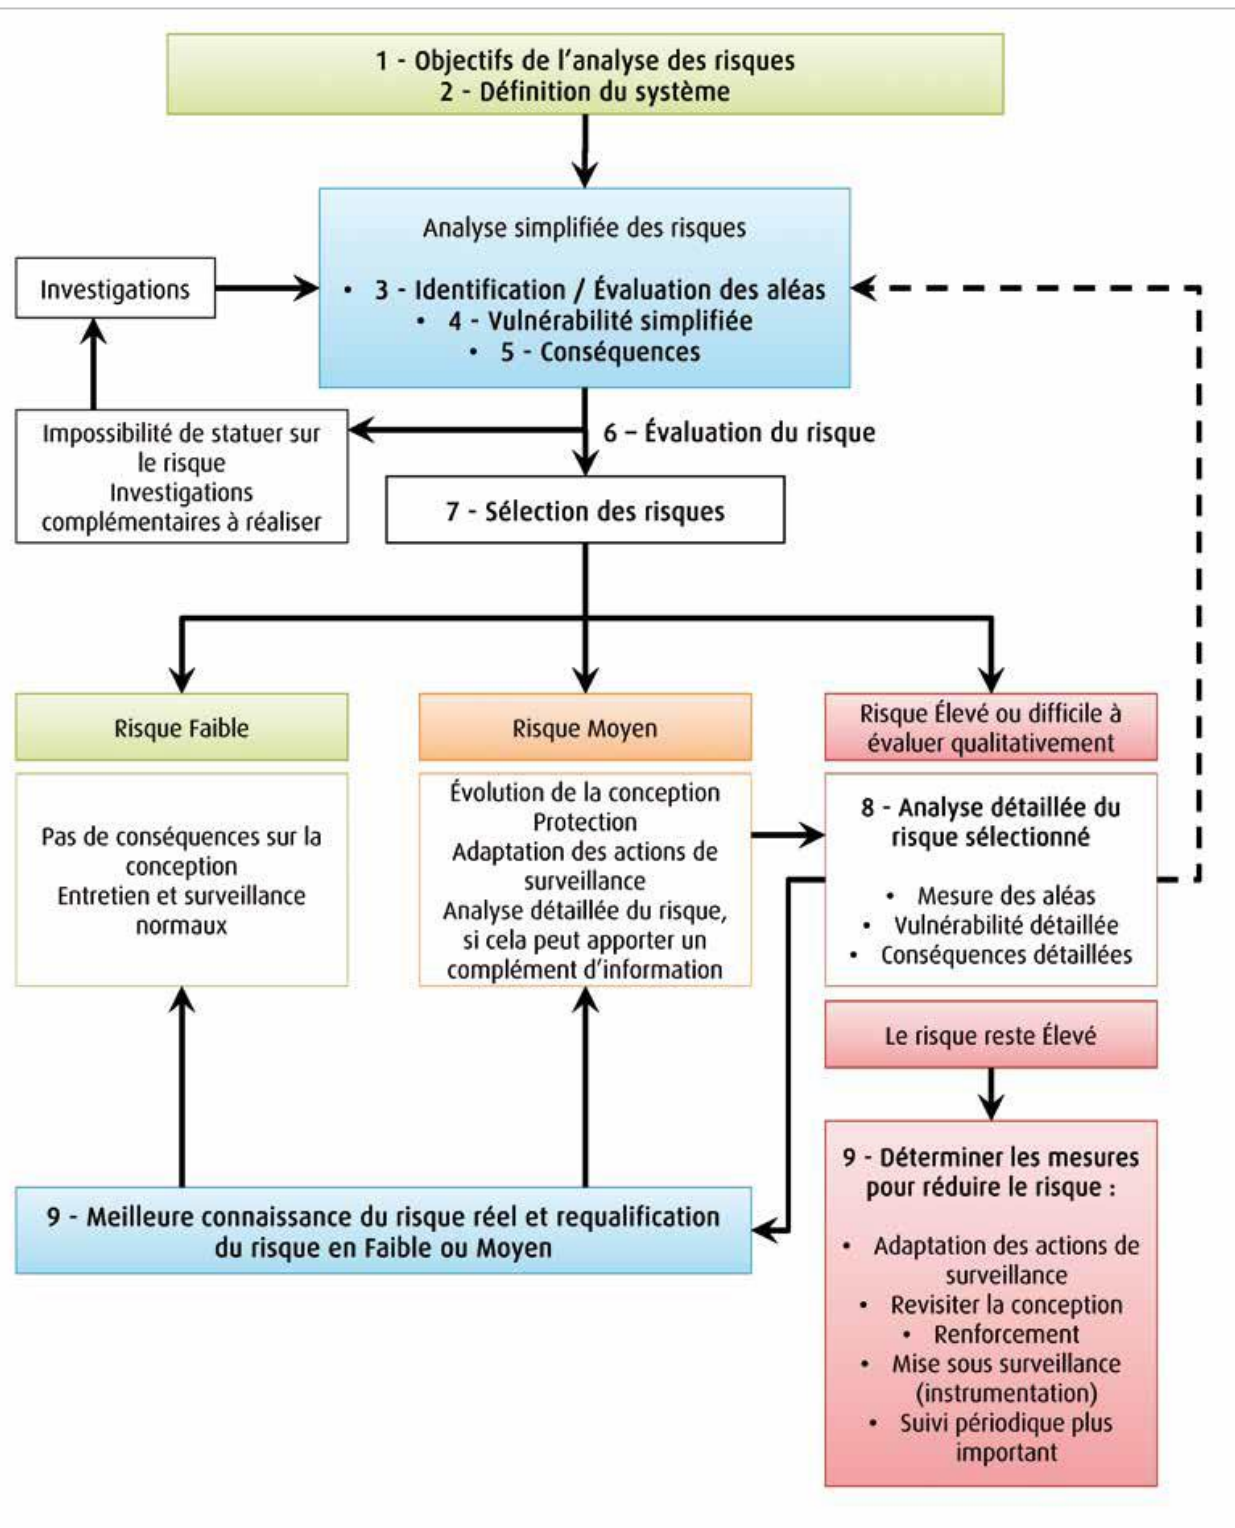 1 - Objectifs de l’analyse des risques
2 - Définition du système
Analyse simplifiée des risques
• 3 - Identification / Évaluation des aléas
• 4 - Vulnérabilité simplifiée
• 5 - Conséquences
Investigations
Impossibilité de statuer sur
le risque
Investigations
complémentaires à réaliser
6 – Évaluation du risque
7 - Sélection des risques
Risque Faible
Pas de conséquences sur la
conception
Entretien et surveillance
normaux
Risque Moyen
Évolution de la conception
Protection
Adaptation des actions de
surveillance
Analyse détaillée du risque,
si cela peut apporter un
complément d’information
Risque Élevé ou difficile à
évaluer qualitativement
8 - Analyse détaillée du
risque sélectionné
• Mesure des aléas
• Vulnérabilité détaillée
• Conséquences détaillées
Le risque reste Élevé
9 - Meilleure connaissance du risque réel et requalification
du risque en Faible ou Moyen
9 - Déterminer les mesures
pour réduire le risque :
• Adaptation des actions de
surveillance
• Revisiter la conception
• Renforcement
• Mise sous surveillance
(instrumentation)
• Suivi périodique plus
important